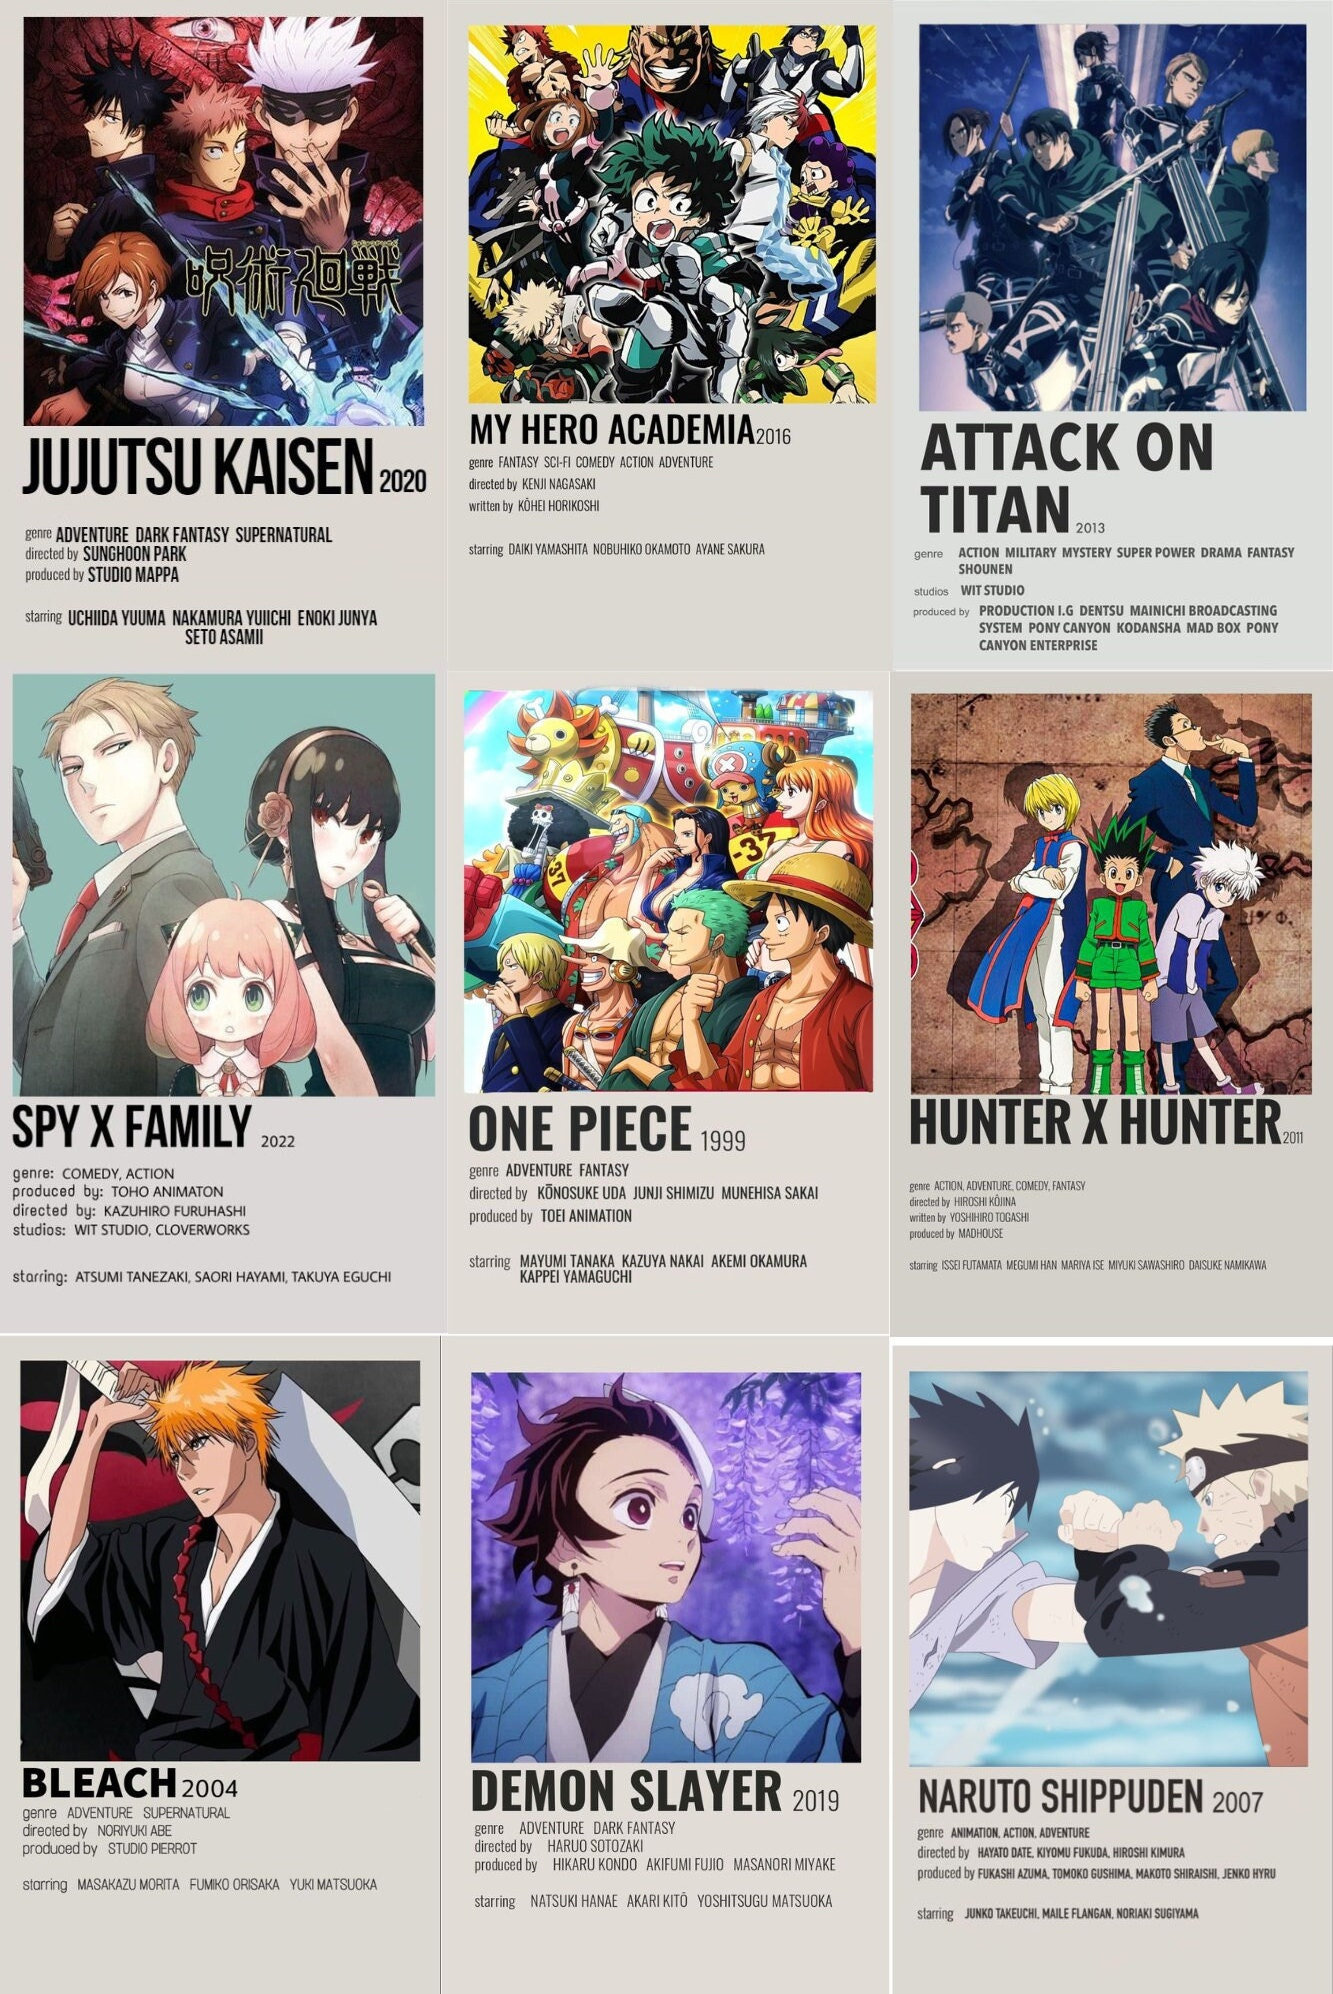 呪術廻戦
JUJUTSU KAISEN 2020
genre ADVENTURE DARK FANTASY SUPERNATURAL
directed by SUNGHOON PARK
produced by STUDIO MAPPA
starring UCHIIDA YUUMA NAKAMURA YUIICHI ENOKI JUNYA
SETO ASAMII
MY HERO ACADEMIA 2016
genre FANTASY SCI-FI COMEDY ACTION ADVENTURE
directed by KENJI NAGASAKI
written by KŌHEI HORIKOSHI
starring DAIKI YAMASHITA NOBUHIKO OKAMOTO AYANE SAKURA
ATTACK ON
TITAN 2013
genre ACTION MILITARY MYSTERY SUPER POWER DRAMA FANTASY
SHOUNEN
studios WIT STUDIO
produced by PRODUCTION I.G DENTSU MAINICHI BROADCASTING
SYSTEM PONY CANYON KODANSHA MAD BOX PONY
CANYON ENTERPRISE
SPY X FAMILY 2022
genre: COMEDY, ACTION
produced by: TOHO ANIMATON
directed by: KAZUHIRO FURUHASHI
studios: WIT STUDIO, CLOVERWORKS
starring: ATSUMI TANEZAKI, SAORI HAYAMI, TAKUYA EGUCHI
37
-37
ONE PIECE 1999
genre ADVENTURE FANTASY
directed by KŌNOSUKE UDA JUNJI SHIMIZU MUNEHISA SAKAI
produced by TOEI ANIMATION
starring MAYUMI TANAKA KAZUYA NAKAI AKEMI OKAMURA
KAPPEI YAMAGUCHI
HUNTER X HUNTER 2011
genre ACTION, ADVENTURE, COMEDY, FANTASY
directed by HIROSHI KŌJINA
written by YOSHIHIRO TOGASHI
produced by MADHOUSE
starring ISSEI FUTAMATA MEGUMI HAN MARIYA ISE MIYUKI SAWASHIRO DAISUKE NAMIKAWA
BLEACH 2004
genre ADVENTURE SUPERNATURAL
directed by NORIYUKI ABE
produced by STUDIO PIERROT
starring MASAKAZU MORITA FUMIKO ORISAKA YUKI MATSUOKA
DEMON SLAYER 2019
genre ADVENTURE DARK FANTASY
directed by HARUO SOTOZAKI
produced by HIKARU KONDO AKIFUMI FUJIO MASANORI MIYAKE
starring NATSUKI HANAE AKARI KITŌ YOSHITSUGU MATSUOKA
NARUTO SHIPPUDEN 2007
genre ANIMATION, ACTION, ADVENTURE
directed by HAYATO DATE, KIYOMU FUKUDA, HIROSHI KIMURA
produced by FUKASHI AZUMA, TOMOKO GUSHIMA, MAKOTO SHIRAISHI, JENKO HYRU
starring JUNKO TAKEUCHI, MAILE FLANGAN, NORIAKI SUGIYAMA